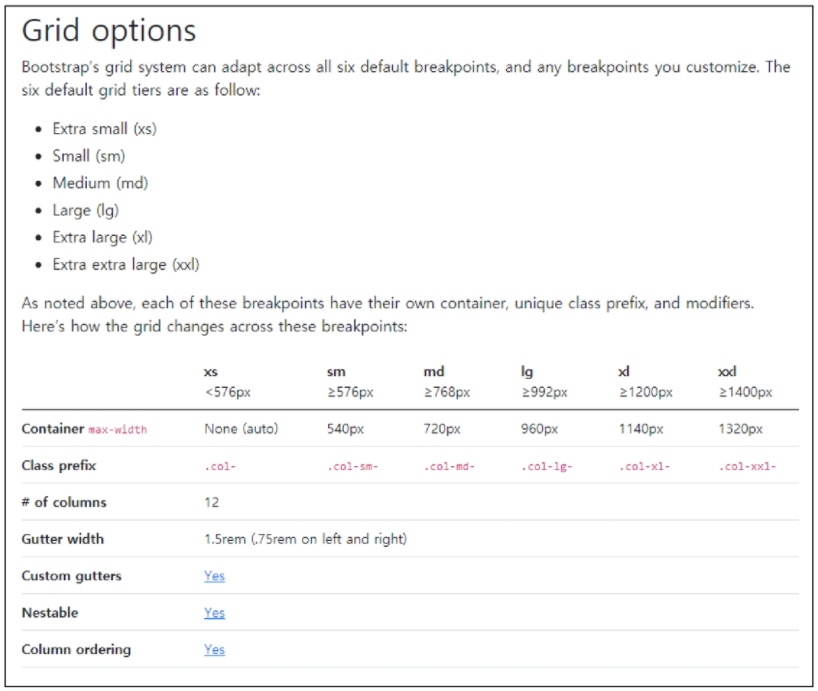 Grid options
Bootstrap's grid system can adapt across all six default breakpoints, and any breakpoints you customize. The
six default grid tiers are as follow:
• Extra small (xs)
• Small (sm)
• Medium (md)
• Large (lg)
• Extra large (xl)
• Extra extra large (xxl)
As noted above, each of these breakpoints have their own container, unique class prefix, and modifiers.
Here's how the grid changes across these breakpoints:
xs sm md lg xl xxl
<576px ≥576px ≥768px ≥992px ≥1200px ≥1400px
Container max-width None (auto) 540px 720px 960px 1140px 1320px
Class prefix .col- .col-sm- .col-md- .col-lg- .col-xl- .col-xxl-
# of columns 12
Gutter width 1.5rem (.75rem on left and right)
Custom gutters Yes
Nestable Yes
Column ordering Yes